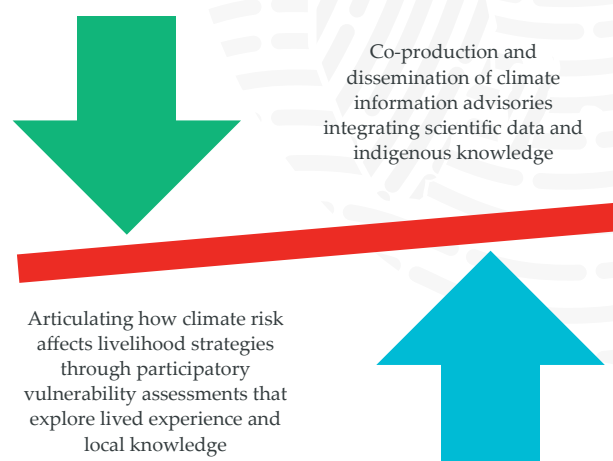 Co-production and
dissemination of climate
information advisories
integrating scientific data and
indigenous knowledge
Articulating how climate risk
affects livelihood strategies
through participatory
vulnerability assessments that
explore lived experience and
local knowledge